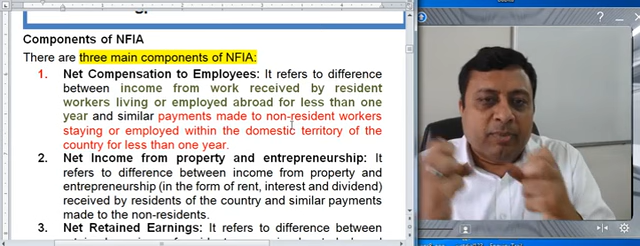 Components of NFIA
There are three main components of NFIA:
1. Net Compensation to Employees: It refers to difference
between income from work received by resident
workers living or employed abroad for less than one
year and similar payments made to non-resident workers
staying or employed within the domestic territory of the
country for less than one year.
2. Net Income from property and entrepreneurship: It
refers to difference between income from property and
entrepreneurship (in the form of rent, interest and dividend)
received by residents of the country and similar payments
made to the non-residents.
3. Net Retained Earnings: It refers to difference between